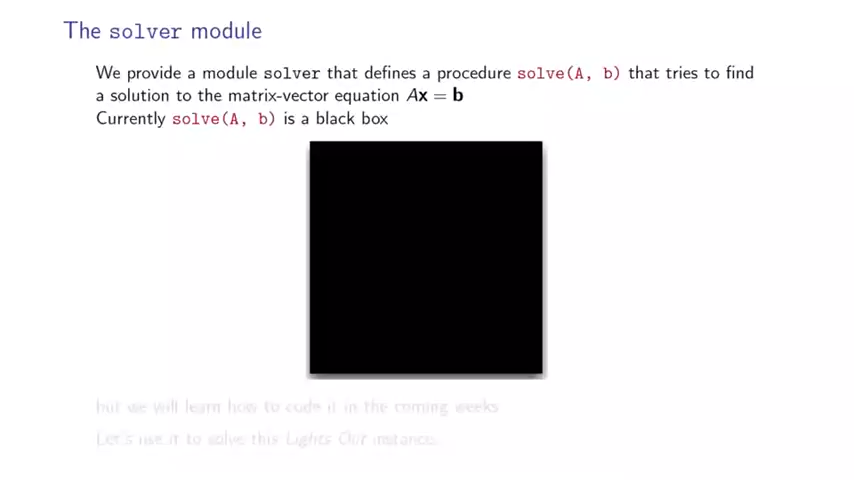 The solver module
We provide a module solver that defines a procedure solve(A, b) that tries to find
a solution to the matrix-vector equation Ax = b
Currently solve(A, b) is a black box
but we will learn how to code it in the coming weeks
Let's use it to solve this Lights Out instance.